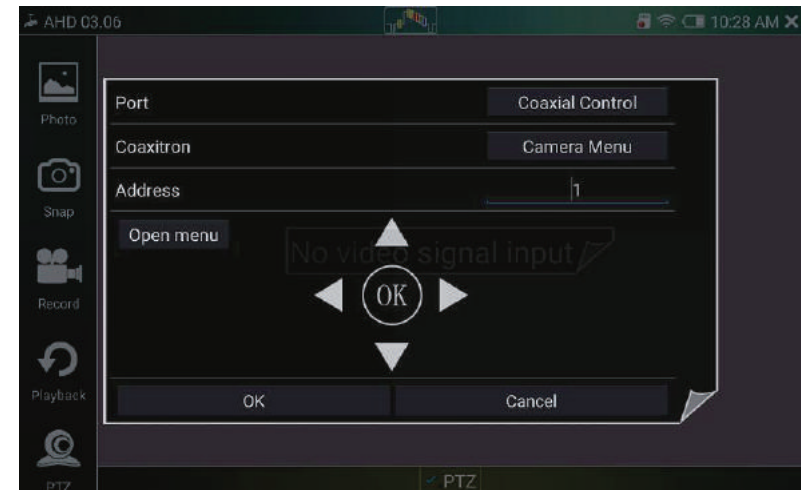 AHD 03.06
10:28 AM
Photo
Snap
Record
Playback
PTZ
Port
Coaxial Control
Coaxitron
Camera Menu
Address
1
Open menu
No video signal input
OK
OK
Cancel
PTZ